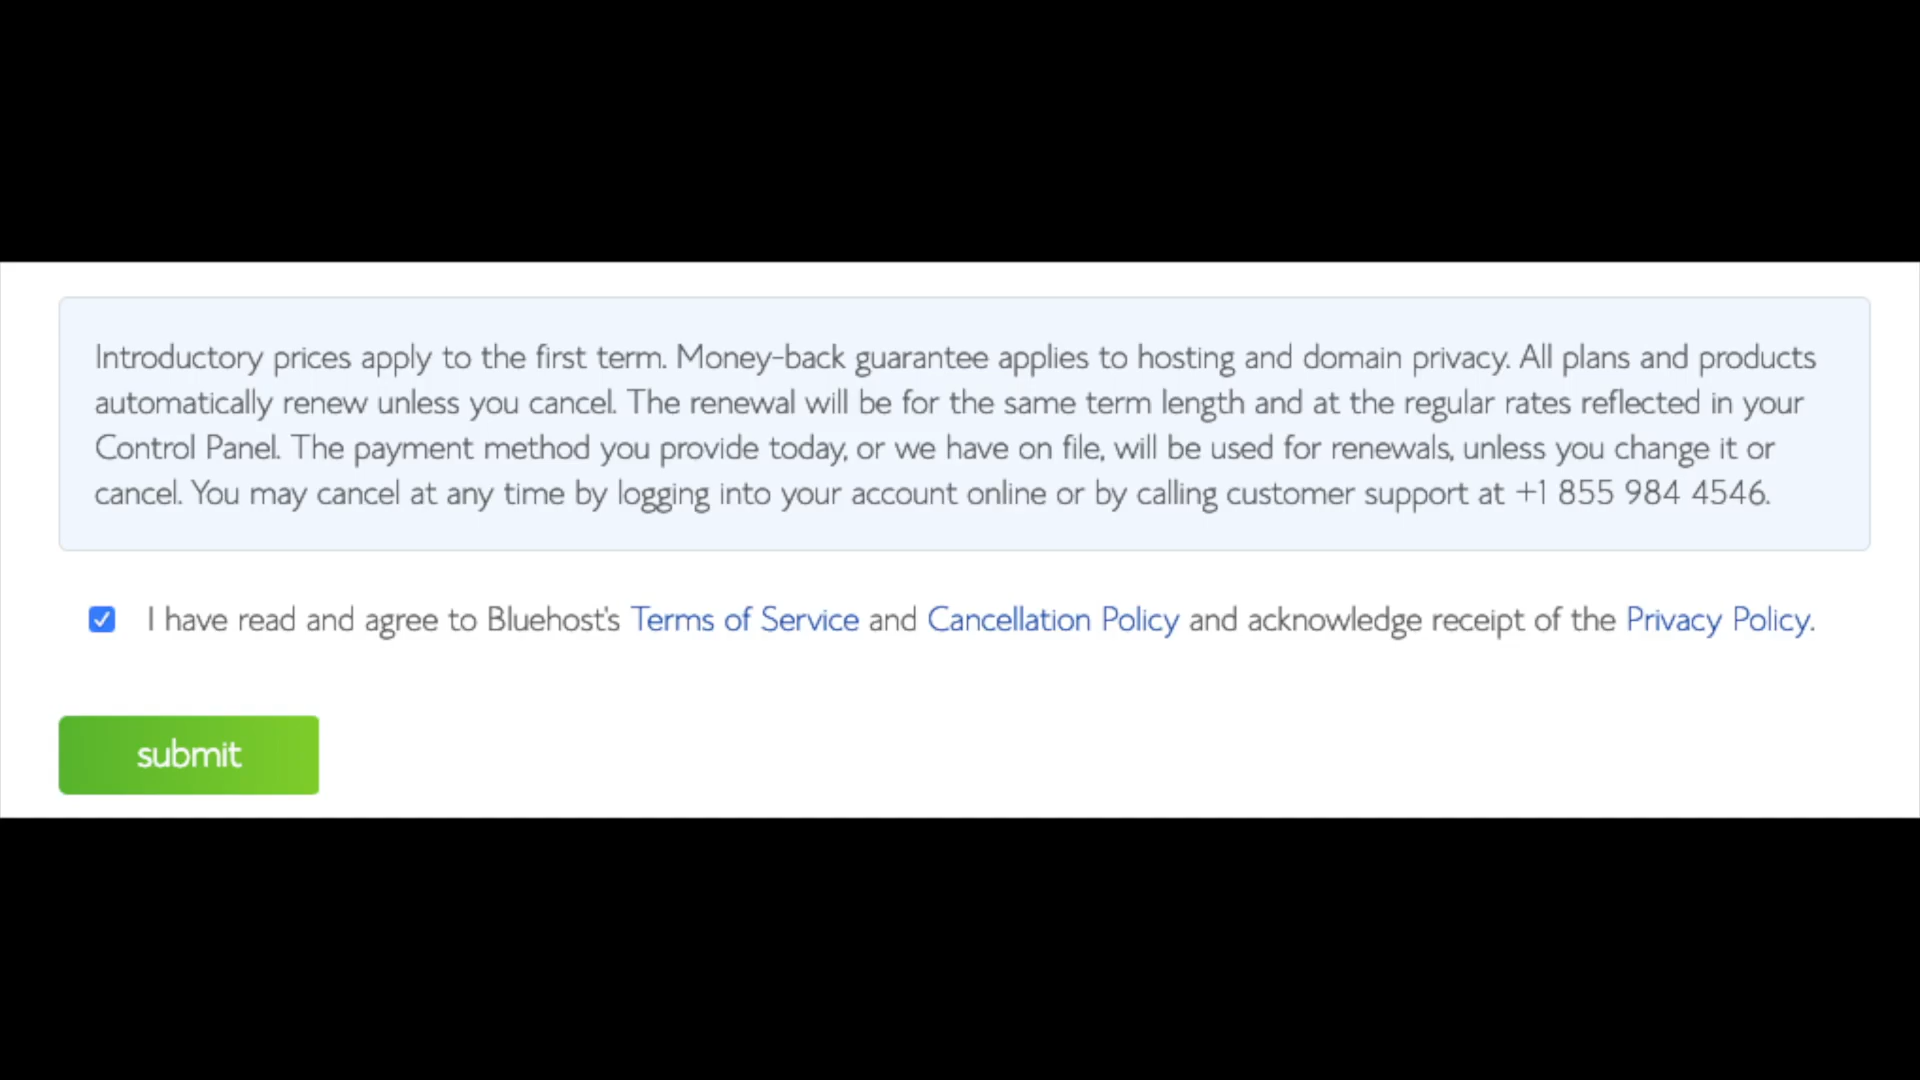 Introductory prices apply to the first term. Money-back guarantee applies to hosting and domain privacy. All plans and products
automatically renew unless you cancel. The renewal will be for the same term length and at the regular rates reflected in your
Control Panel. The payment method you provide today, or we have on file, will be used for renewals, unless you change it or
cancel. You may cancel at any time by logging into your account online or by calling customer support at +1 855 984 4546.
I have read and agree to Bluehost's Terms of Service and Cancellation Policy and acknowledge receipt of the Privacy Policy.
submit